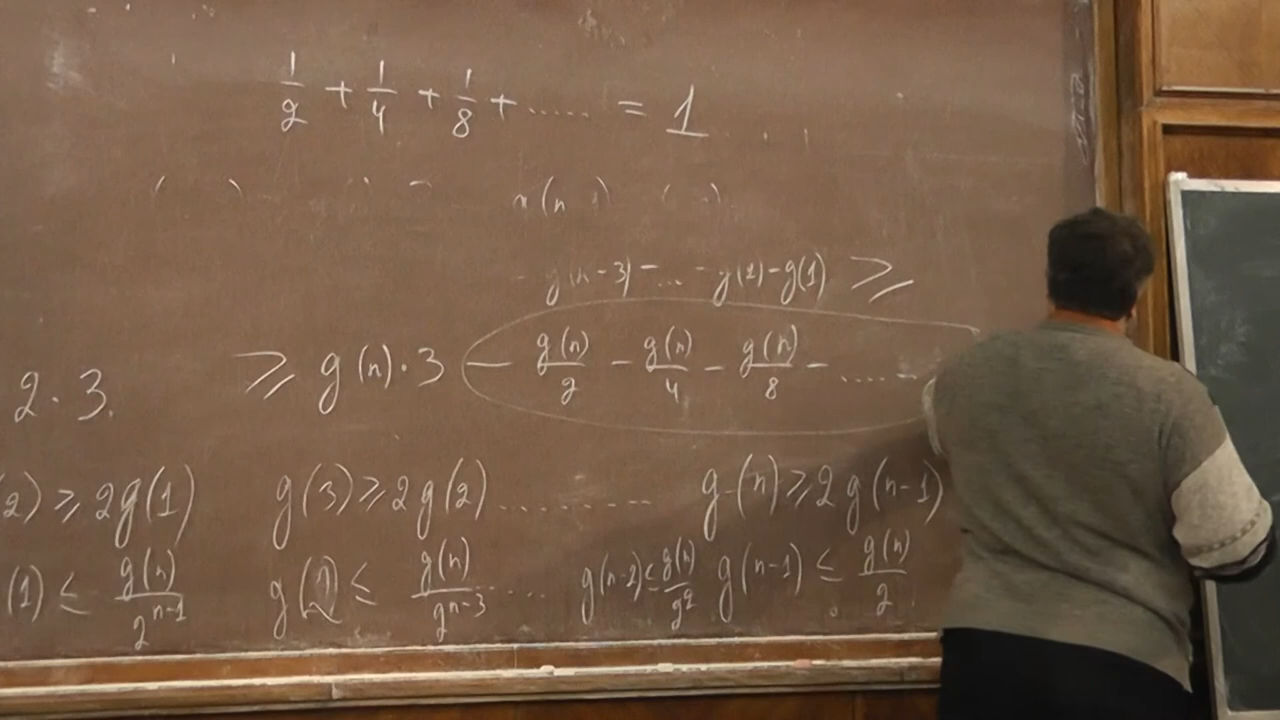 1/2 + 1/4 + 1/8 + ..... = 1
- g(n-3) - ... - g(2) - g(1) ⩾
2·3. ⩾ g(n)·3 - g(n)/2 - g(n)/4 - g(n)/8 - .... -
2) ⩾ 2g(1) g(3) ⩾ 2g(2) ......... g(n) ⩾ 2g(n-1)
(1) ≤ g(n)/2^{n-1} g(2) ≤ g(n)/2^{n-3} .... g(n-2) ≤ g(n)/2^2 g(n-1) ≤ g(n)/2